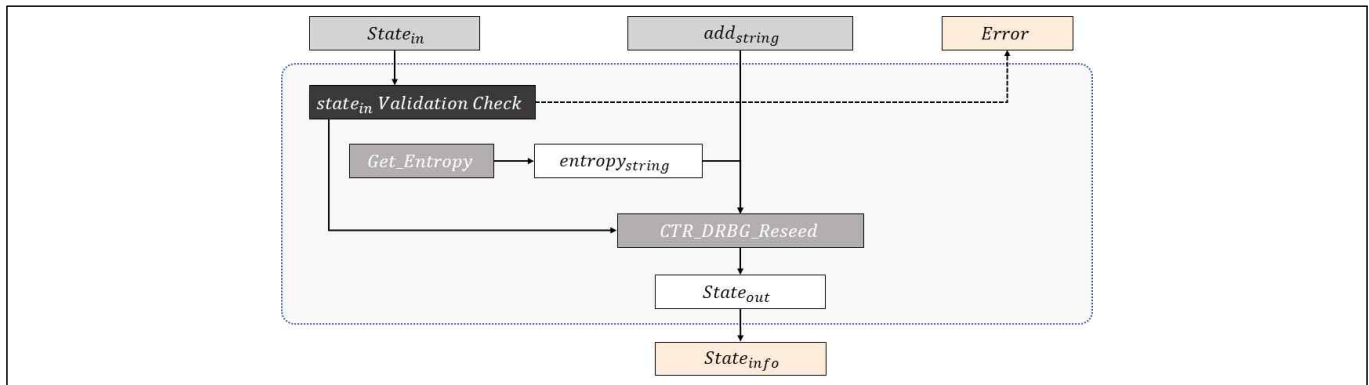 State_in
add_string
Error
state_in Validation Check
Get_Entropy
entropy_string
CTR_DRBG_Reseed
State_out
State_info